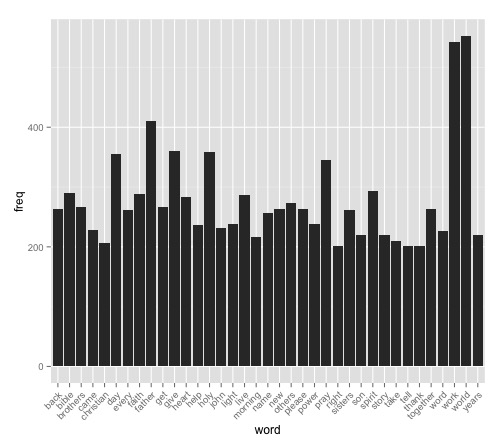 freq
400
200
0
back
bible
brothers
came
christian
day
every
faith
father
get
give
heart
help
holy
john
light
live
morning
name
new
others
please
power
pray
right
sisters
son
spirit
story
take
tell
thank
together
word
work
world
years
word